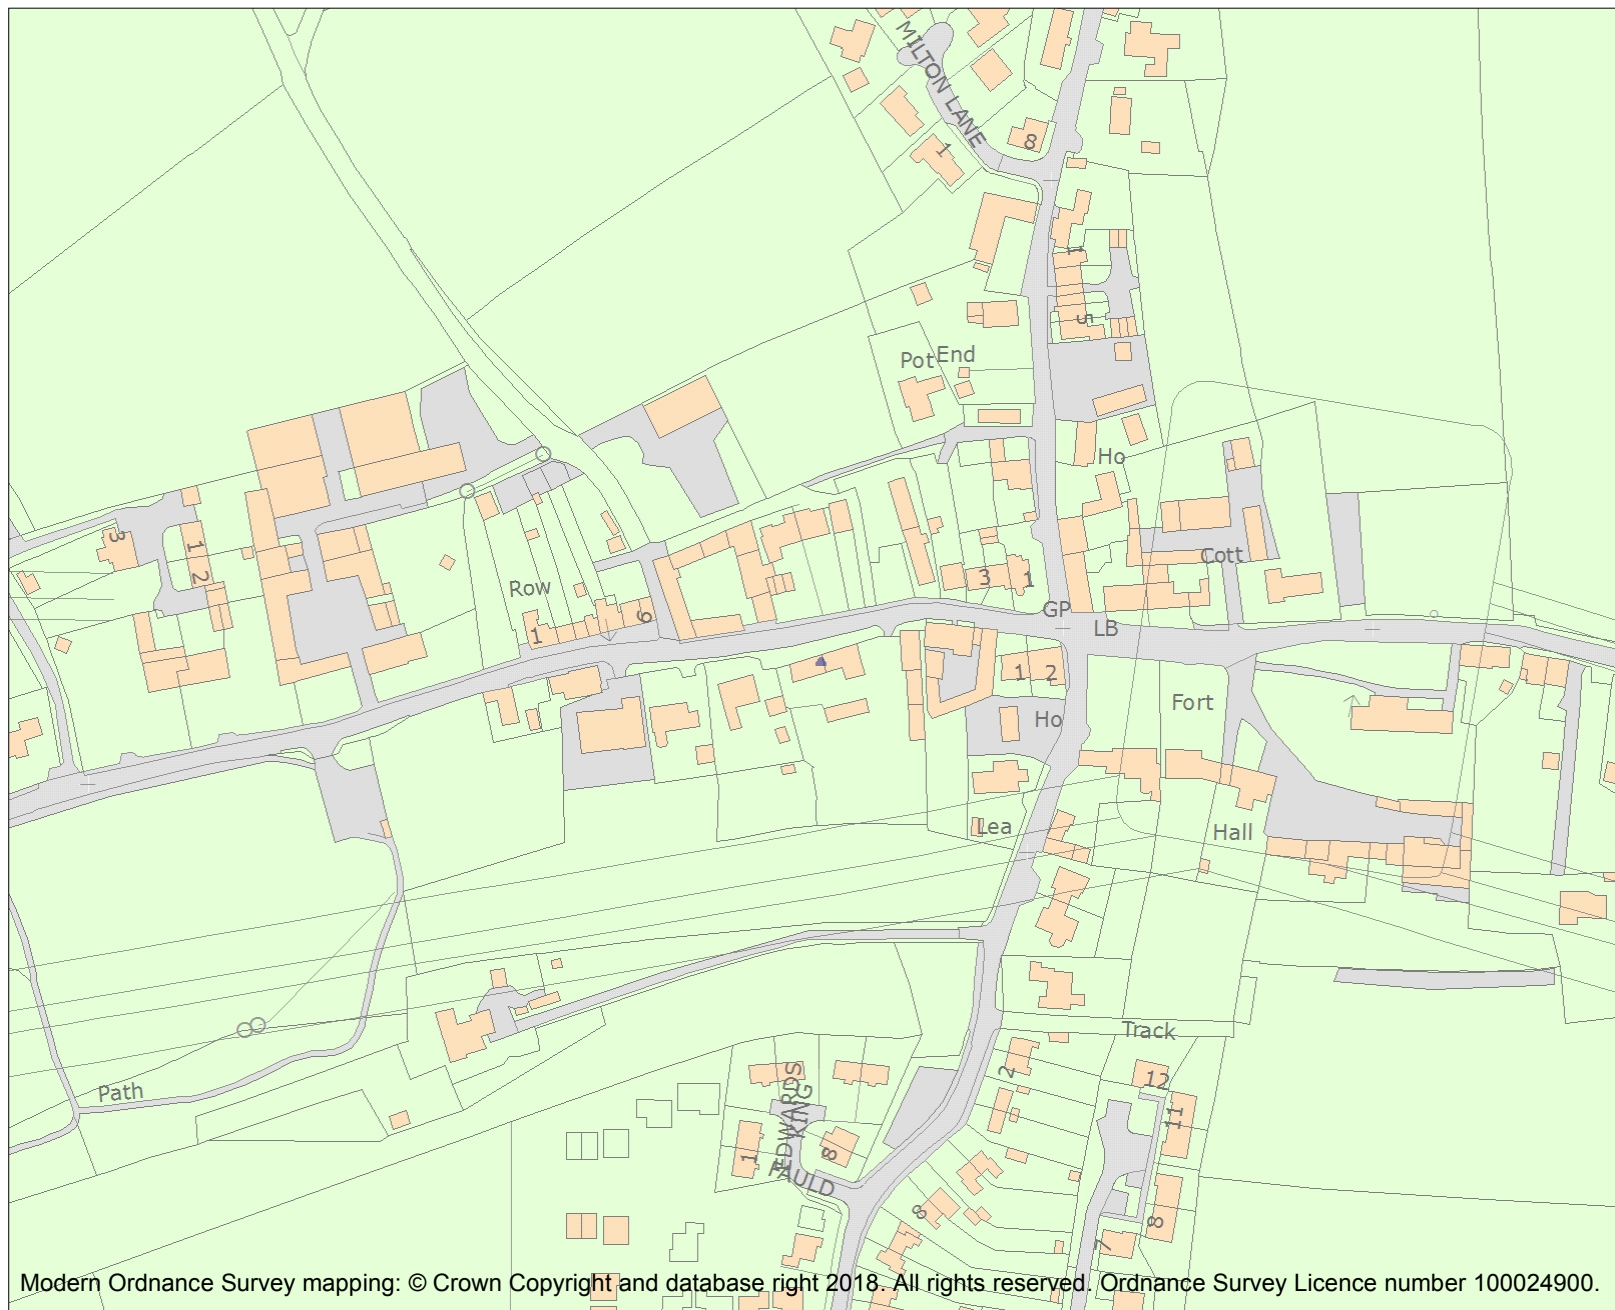 MILTON LANE
8
1
1
5
Pot End
Ho
3
1
2
Cott
Row
3
1
1
9
GP
LB
1 2
Fort
Ho
Lea
Hall
Track
Path
2
12
11
KING
EDWARDS
FAULD
1
8
8
8
7
Modern Ordnance Survey mapping: © Crown Copyright and database right 2018. All rights reserved. Ordnance Survey Licence number 100024900.